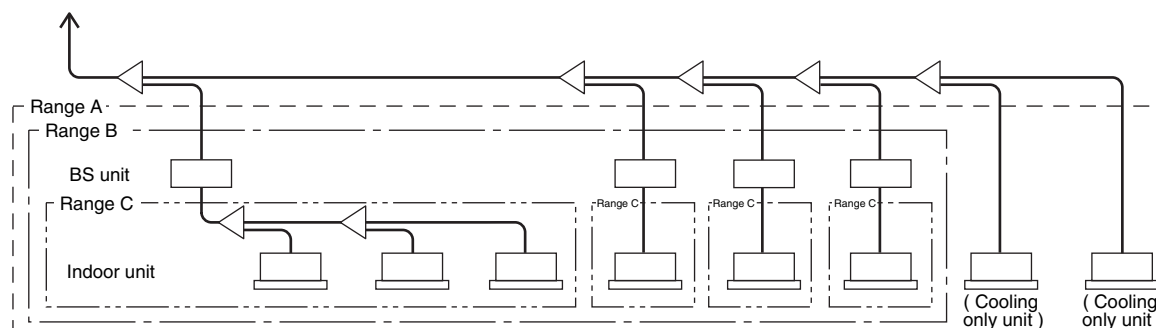 Range A
Range B
BS unit
Range C
Range C
Range C
Range C
Indoor unit
( Cooling
only unit )
( Cooling
only unit